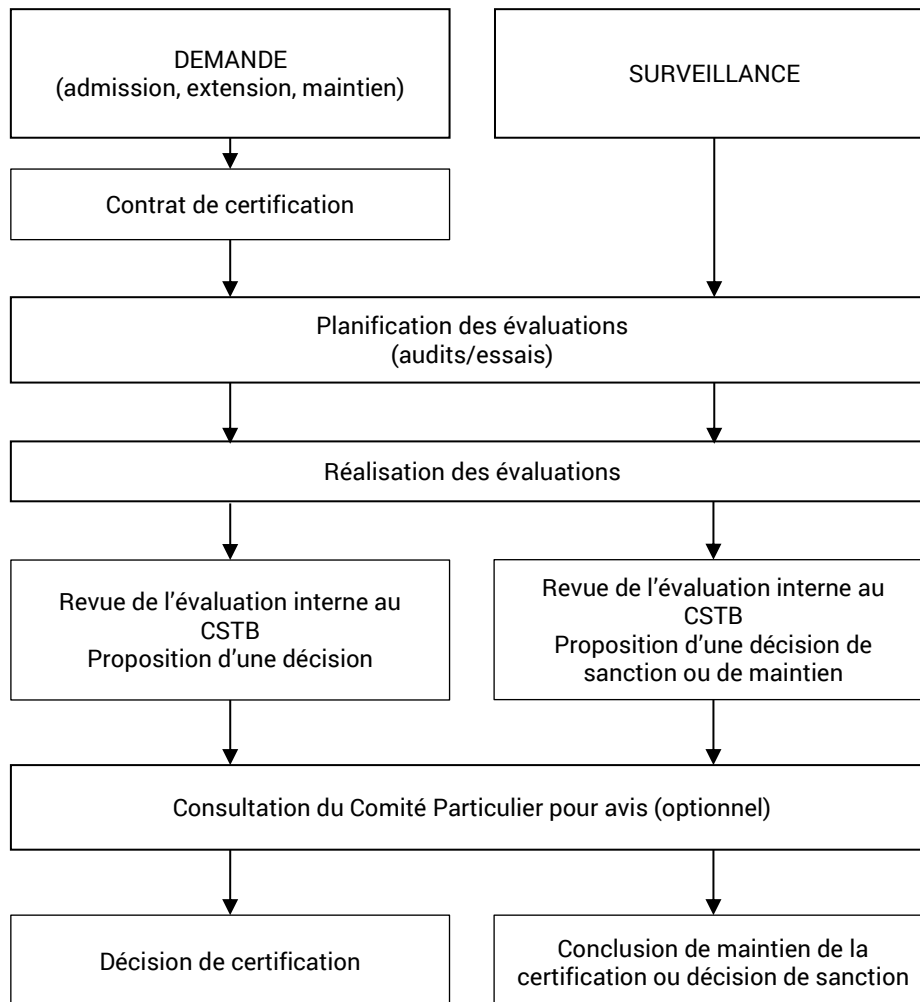 DEMANDE
(admission, extension, maintien)
SURVEILLANCE
Contrat de certification
Planification des évaluations
(audits/essais)
Réalisation des évaluations
Revue de l’évaluation interne au
CSTB
Proposition d’une décision
Revue de l’évaluation interne au
CSTB
Proposition d’une décision de
sanction ou de maintien
Consultation du Comité Particulier pour avis (optionnel)
Décision de certification
Conclusion de maintien de la
certification ou décision de sanction